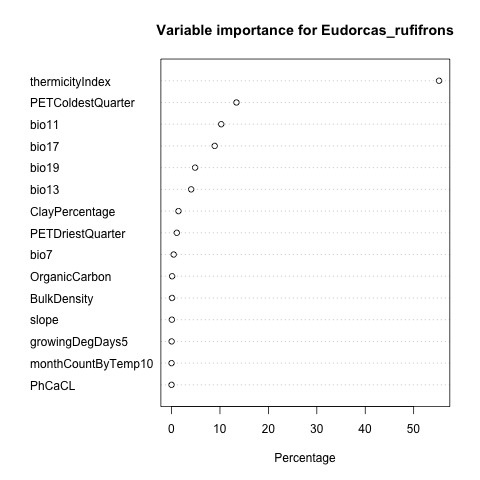 Variable importance for Eudorcas_rufifrons
thermicityIndex
PETColdestQuarter
bio11
bio17
bio19
bio13
ClayPercentage
PETDriestQuarter
bio7
OrganicCarbon
BulkDensity
slope
growingDegDays5
monthCountByTemp10
PhCaCL
0 10 20 30 40 50
Percentage